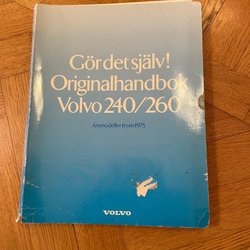 Gör det själv!
Originalhandbok
Volvo 240/260
Årsmodeller from 1975
VOLVO